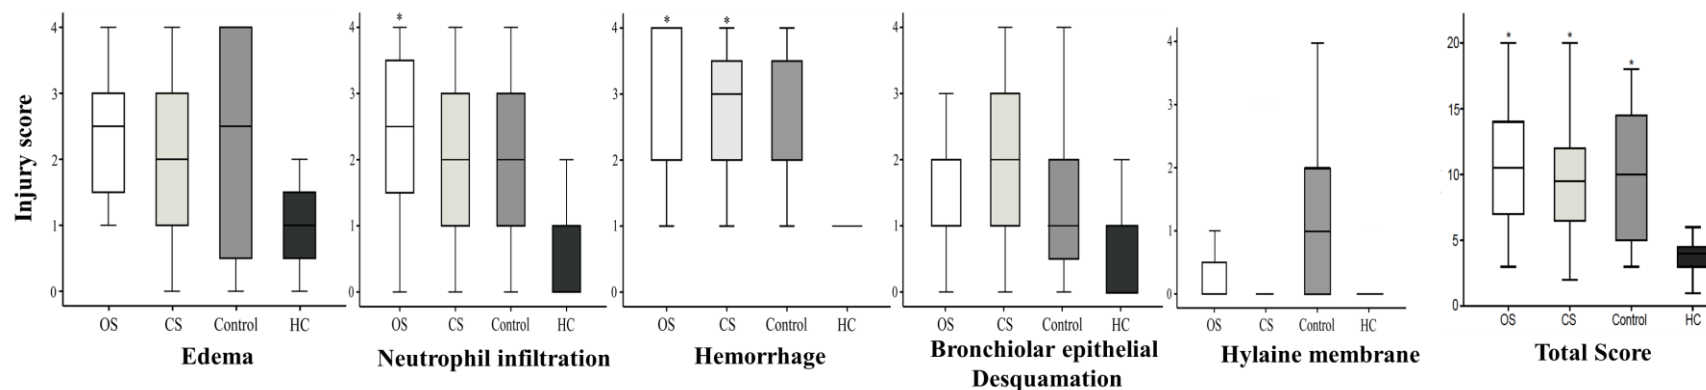 Injury score
4
3
2
1
0
OS CS Control HC
Edema
*
4
3
2
1
0
OS CS Control HC
Neutrophil infiltration
* *
4
3
2
1
0
OS CS Control HC
Hemorrhage
4
3
2
1
0
OS CS Control HC
Bronchiolar epithelial
Desquamation
4
3
2
1
0
OS CS Control HC
Hylaine membrane
* * *
20
15
10
5
0
OS CS Control HC
Total Score